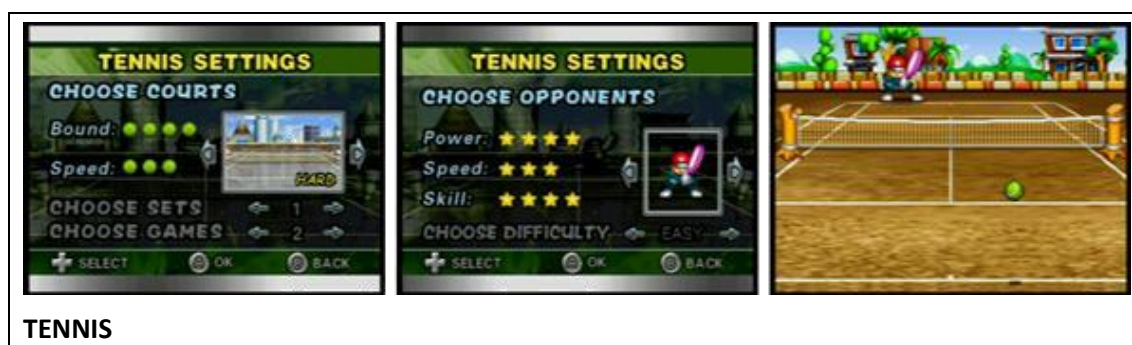 TENNIS SETTINGS
CHOOSE COURTS
Bound:
Speed:
HARD
CHOOSE SETS 1
CHOOSE GAMES 2
SELECT A OK B BACK
TENNIS SETTINGS
CHOOSE OPPONENTS
Power:
Speed:
Skill:
CHOOSE DIFFICULTY EASY
SELECT A OK B BACK
TENNIS